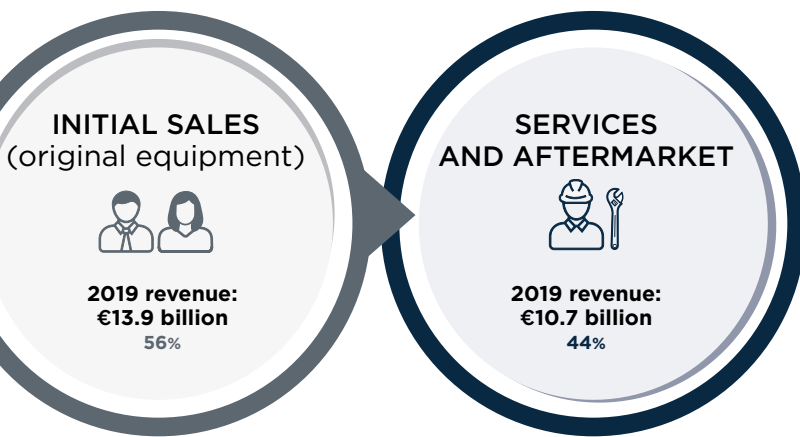 INITIAL SALES
(original equipment)
2019 revenue:
€13.9 billion
56%
SERVICES
AND AFTERMARKET
2019 revenue:
€10.7 billion
44%